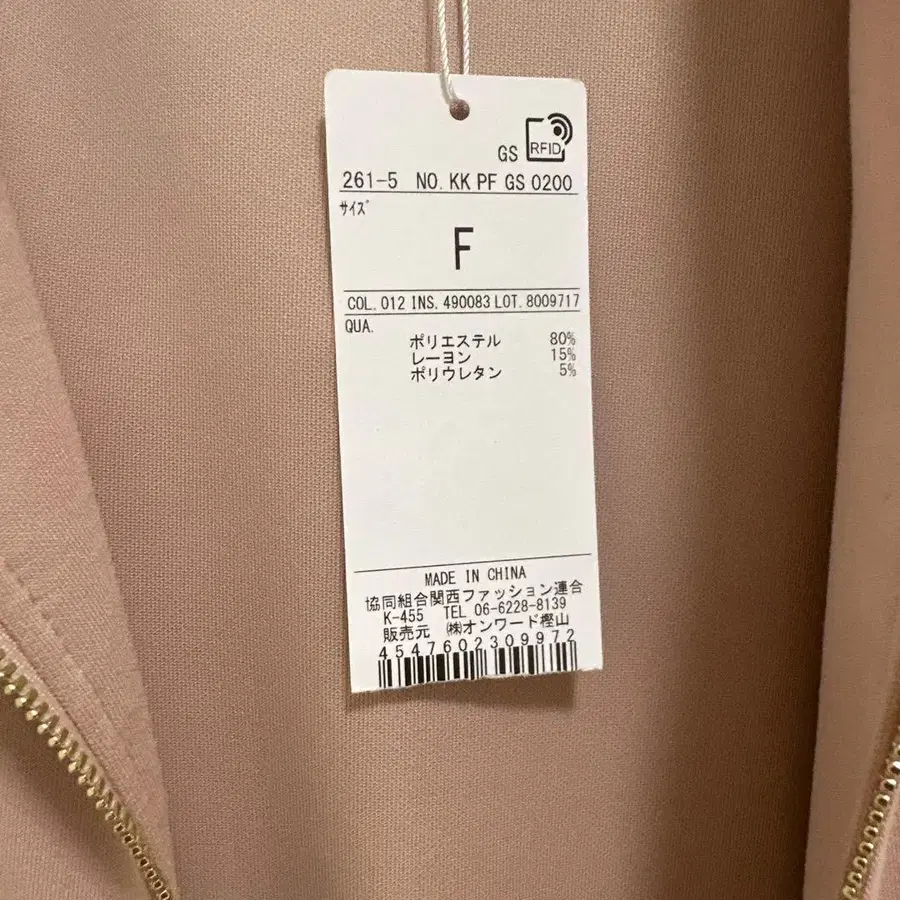 GS RFID
261-5 NO. KK PF GS 0200
ｻｲｽﾞ
F
COL. 012 INS. 490083 LOT. 8009717
QUA.
ポリエステル 80%
レーヨン 15%
ポリウレタン 5%
MADE IN CHINA
協同組合関西ファッション連合
K-455 TEL 06-6228-8139
販売元 ㈱オンワード樫山
4547602309972